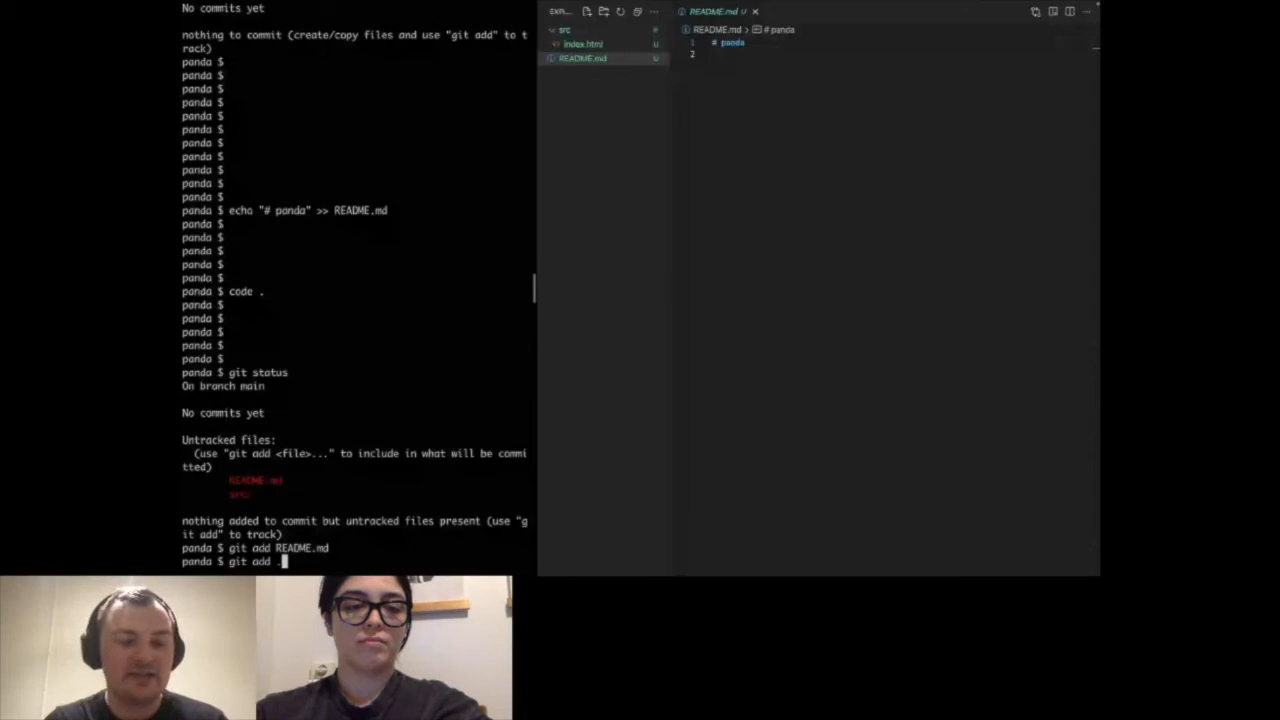 No commits yet
nothing to commit (create/copy files and use "git add" to t
rack)
panda $
panda $
panda $
panda $
panda $
panda $
panda $
panda $
panda $
panda $
panda $
panda $ echo "# panda" >> README.md
panda $
panda $
panda $
panda $
panda $
panda $ code .
panda $
panda $
panda $
panda $
panda $
panda $ git status
On branch main
No commits yet
Untracked files:
(use "git add <file>..." to include in what will be commi
tted)
README.md
src/
nothing added to commit but untracked files present (use "g
it add" to track)
panda $ git add README.md
panda $ git add .
EXPL...
src
index.html U
README.md U
README.md U
README.md > # panda
1 # panda
2